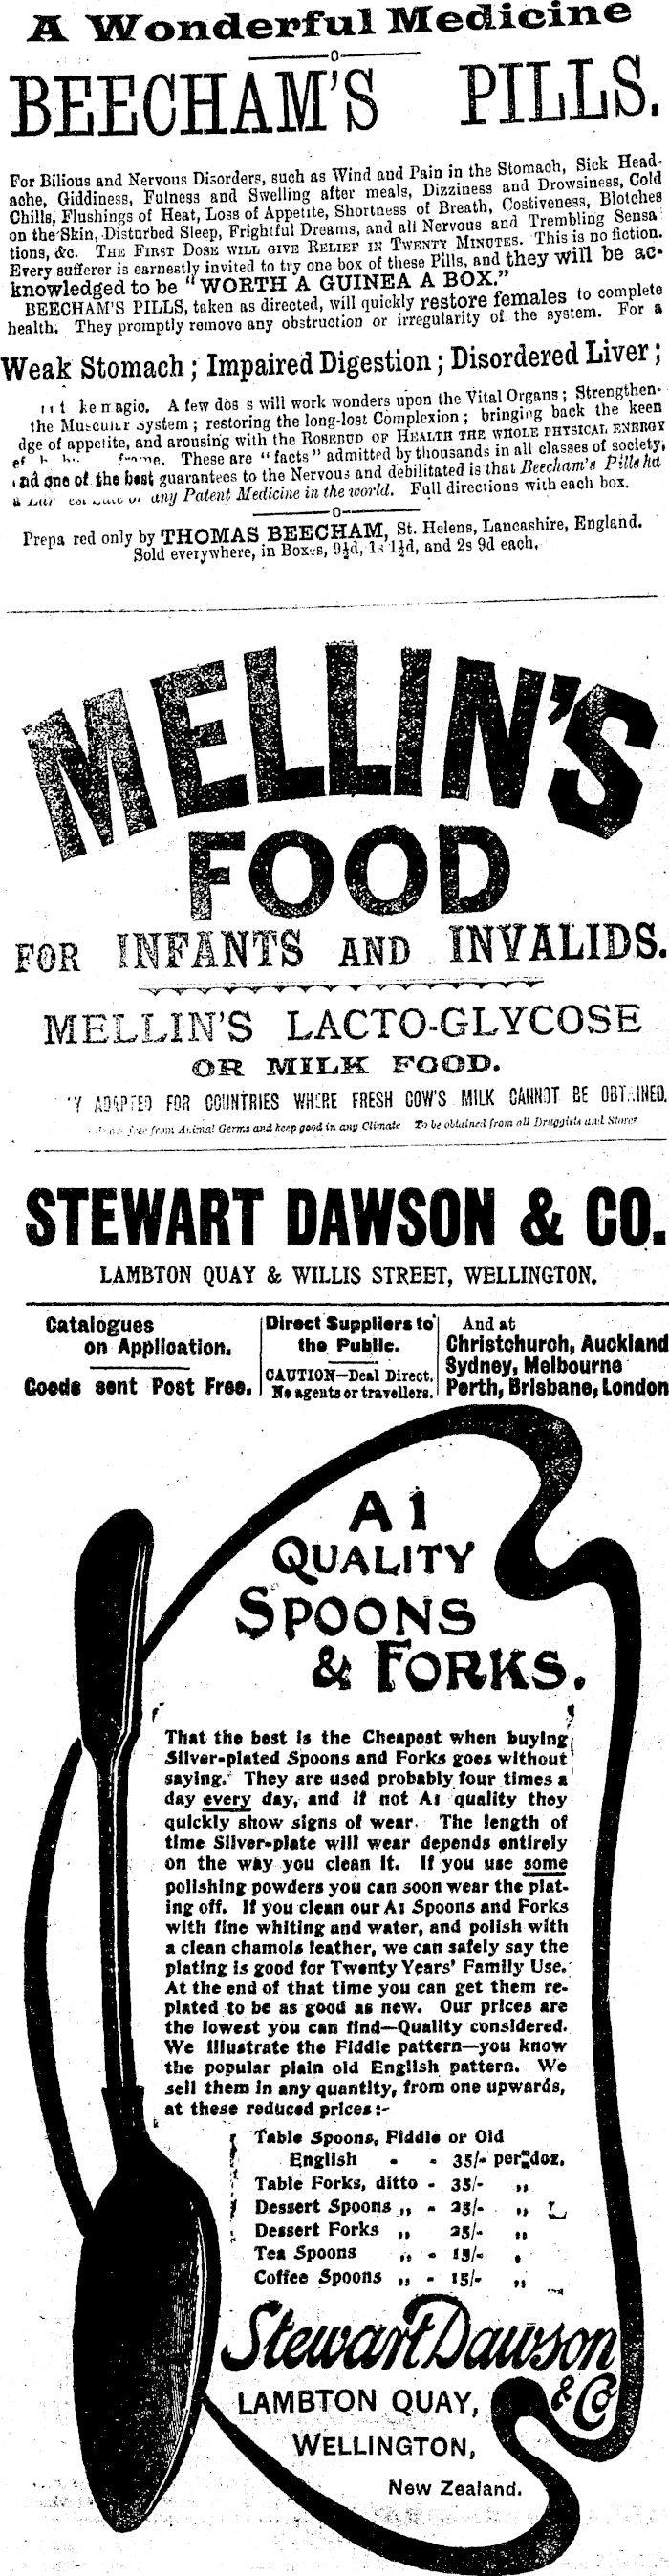 A Wonderful Medicine
BEECHAM'S PILLS.
For Bilious and Nervous Disorders, such as Wind and Pain in the Stomach, Sick Head-
ache, Giddiness, Fulness and Swelling after meals, Dizziness and Drowsiness, Cold
Chills, Flushings of Heat, Loss of Appetite, Shortness of Breath, Costiveness, Blotches
on the Skin, Disturbed Sleep, Frightful Dreams, and all Nervous and Trembling Sensa
tions, &c. THE FIRST DOSE WILL GIVE RELIEF IN TWENTY MINUTES. This is no fiction.
Every sufferer is earnestly invited to try one box of these Pills, and they will be ac-
knowledged to be "WORTH A GUINEA A BOX."
BEECHAM'S PILLS, taken as directed, will quickly restore females to complete
health. They promptly remove any obstruction or irregularity of the system. For a
Weak Stomach; Impaired Digestion; Disordered Liver;
magic. A few dos s will work wonders upon the Vital Organs; Strengthen-
the Muscular System; restoring the long-lost Complexion; bringing back the keen
dge of appetite, and arousing with the ROSEBUD OF HEALTH THE WHOLE PHYSICAL ENERGY
These are "facts" admitted by thousands in all classes of society,
and one of the best guarantees to the Nervous and debilitated is that Beecham's Pills ha
any Patent Medicine in the world. Full directions with each box.
Prepa red only by THOMAS BEECHAM, St. Helens, Lancashire, England.
Sold everywhere, in Boxes, 9½d, 1s 1½d, and 2s 9d each.
MELLIN'S
FOOD
FOR INFANTS AND INVALIDS.
MELLIN'S LACTO-GLYCOSE
OR MILK FOOD.
ADAPTED FOR COUNTRIES WHERE FRESH COW'S MILK CANNOT BE OBTAINED.
free from Animal Germs and keep good in any Climate To be obtained from all Druggists and Stores
STEWART DAWSON & CO.
LAMBTON QUAY & WILLIS STREET, WELLINGTON.
Catalogues
on Application.
Goods sent Post Free.
Direct Suppliers to
the Public.
CAUTION—Deal Direct.
No agents or travellers.
And at
Christchurch, Auckland
Sydney, Melbourne
Perth, Brisbane, London
A1
QUALITY
SPOONS
& FORKS.
That the best is the Cheapest when buying
Silver-plated Spoons and Forks goes without
saying. They are used probably four times a
day every day, and if not A1 quality they
quickly show signs of wear. The length of
time Silver-plate will wear depends entirely
on the way you clean it. If you use some
polishing powders you can soon wear the plat-
ing off. If you clean our A1 Spoons and Forks
with fine whiting and water, and polish with
a clean chamois leather, we can safely say the
plating is good for Twenty Years' Family Use.
At the end of that time you can get them re-
plated to be as good as new. Our prices are
the lowest you can find—Quality considered.
We illustrate the Fiddle pattern—you know
the popular plain old English pattern. We
sell them in any quantity, from one upwards,
at these reduced prices:-
Table Spoons, Fiddle or Old
English - - 35/- per doz.
Table Forks, ditto - 35/- ,,
Dessert Spoons ,, - 25/- ,,
Dessert Forks ,, 25/- ,,
Tea Spoons ,, - 15/- ,
Coffee Spoons ,, - 15/- ,,
Stewart Dawson
& Co
LAMBTON QUAY,
WELLINGTON,
New Zealand.